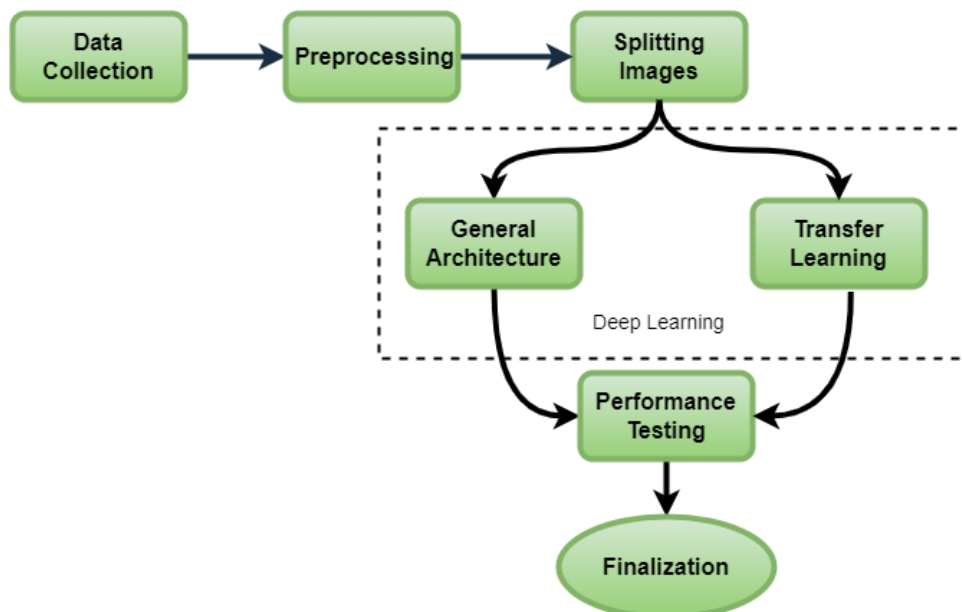 Data
Collection
Preprocessing
Splitting
Images
General
Architecture
Transfer
Learning
Deep Learning
Performance
Testing
Finalization